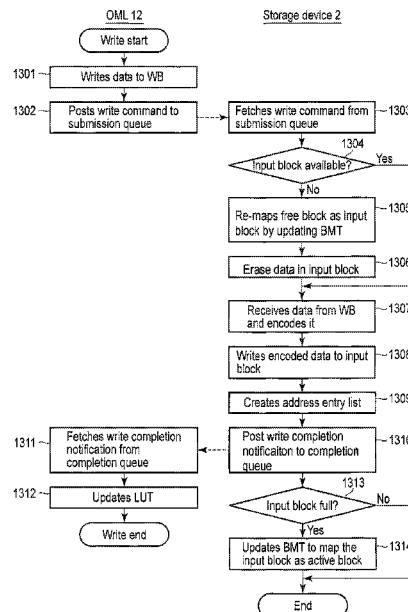 OML 12
Storage device 2
Write start
1301
Writes data to WB
1302
Posts write command to
submission queue
Fetches write command from
submission queue
1303
1304
Input block available?
Yes
No
Re-maps free block as input
block by updating BMT
1305
1306
Erase data in input block
Receives data from WB
and encodes it
1307
Writes encoded data to input
block
1308
1309
Creates address entry list
1311
Fetches write completion
notification from
completion queue
Post write completion
notificaiton to completion
queue
1310
1312
Updates LUT
1313
Input block full?
No
Write end
Yes
Updates BMT to map the
input block as active block
1314
End